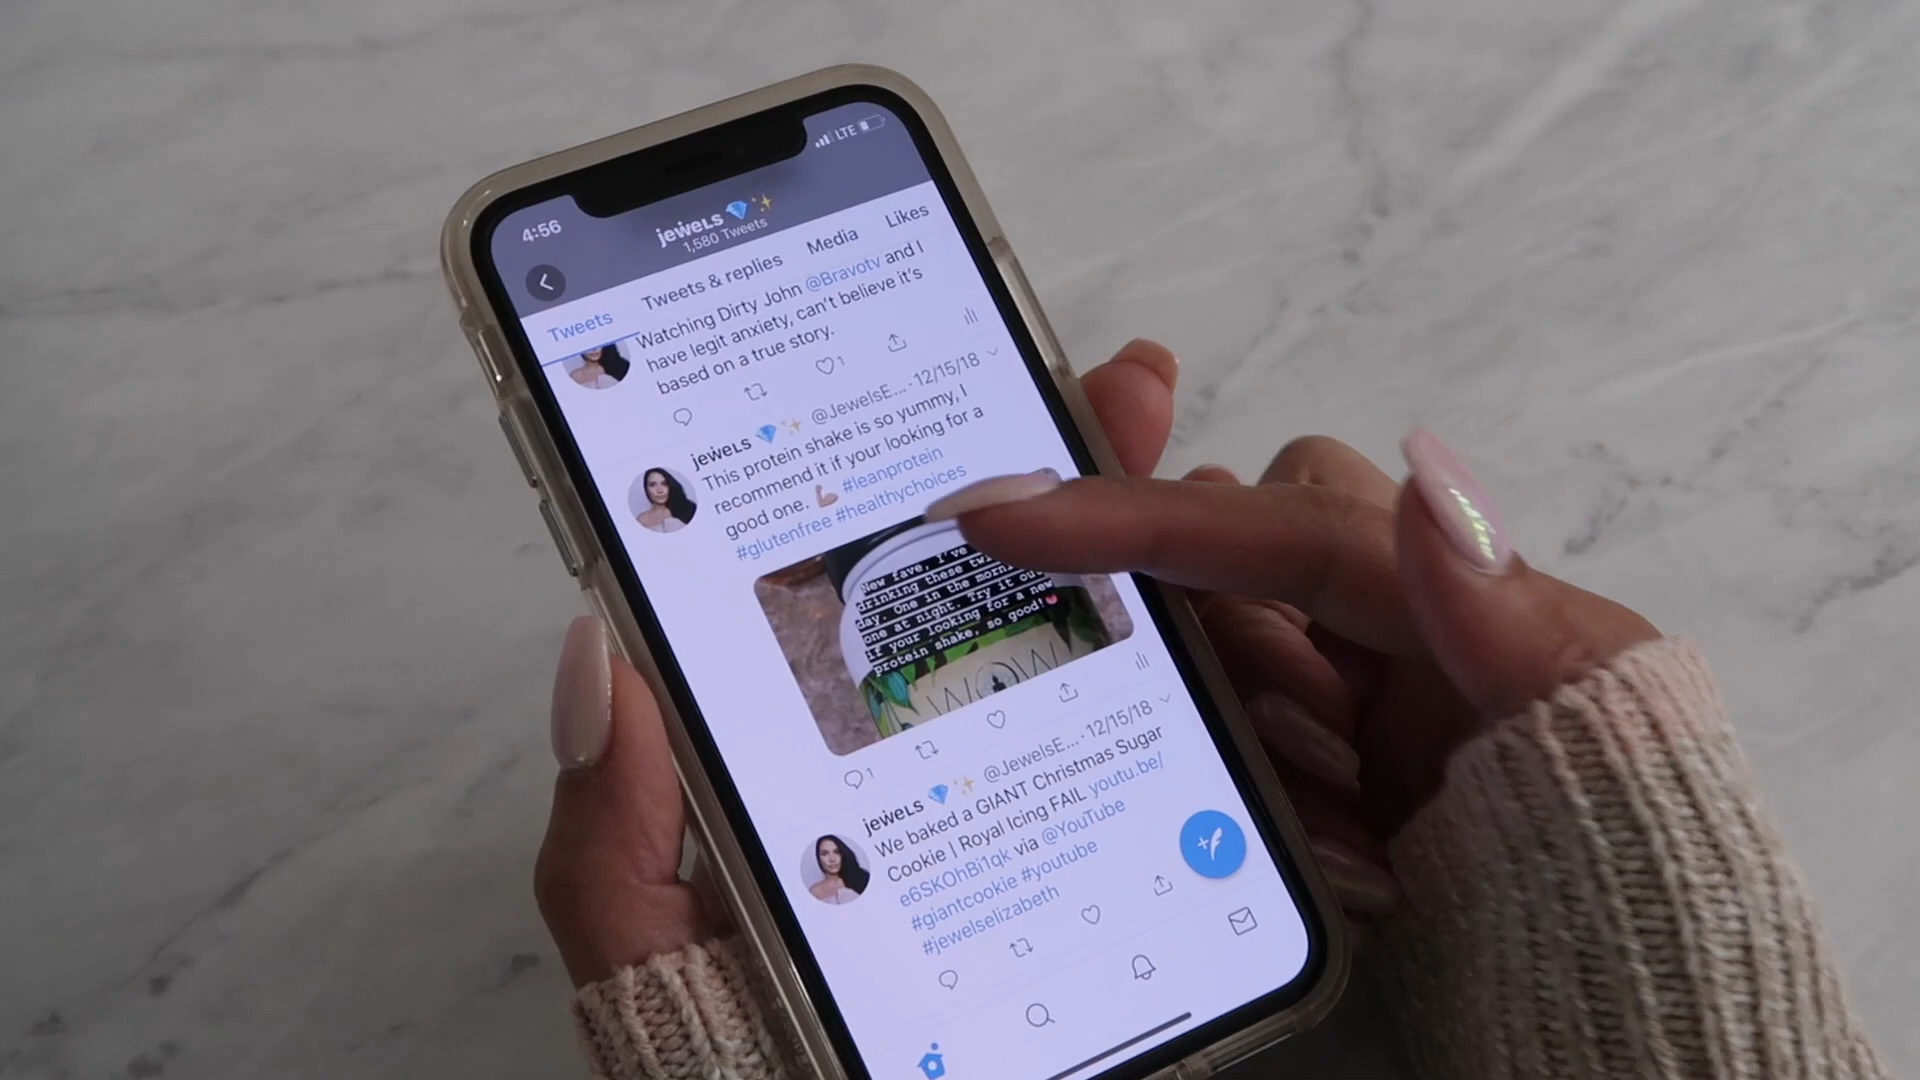 4:56
LTE
jeweLs 💎✨
1,580 Tweets
Tweets
Tweets & replies
Media
Likes
Watching Dirty John @Bravotv and I
have legit anxiety, can't believe it's
based on a true story.
1
jeweLs 💎✨ @JewelsE... · 12/15/18
This protein shake is so yummy, I
recommend it if your looking for a
good one. 💪🏼 #leanprotein
#glutenfree #healthychoices
New fave, I've
drinking these
day. One in the
one at night. Try it out
if your looking for a new
protein shake, so good!
WOW
1
jeweLs 💎✨ @JewelsE... · 12/15/18
We baked a GIANT Christmas Sugar
Cookie | Royal Icing FAIL youtu.be/
e6SKOhBi1qk via @YouTube
#giantcookie #youtube
#jewelselizabeth